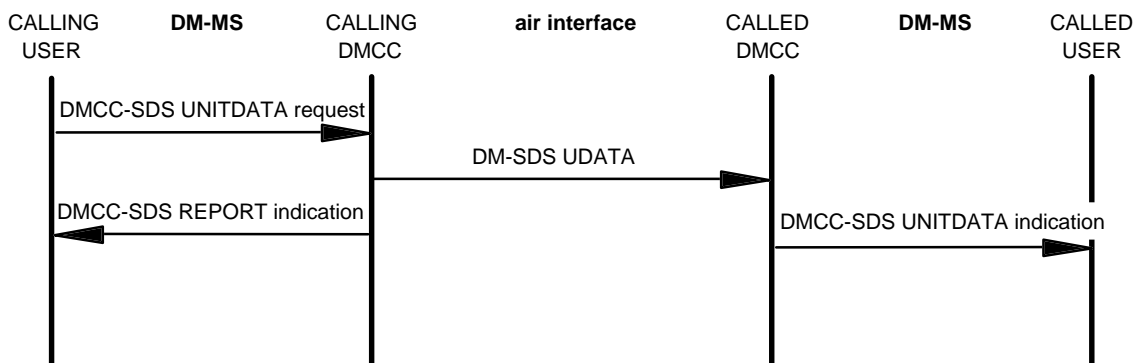 CALLING USER
DM-MS
CALLING DMCC
air interface
CALLED DMCC
DM-MS
CALLED USER
DMCC-SDS UNITDATA request
DM-SDS UDATA
DMCC-SDS REPORT indication
DMCC-SDS UNITDATA indication